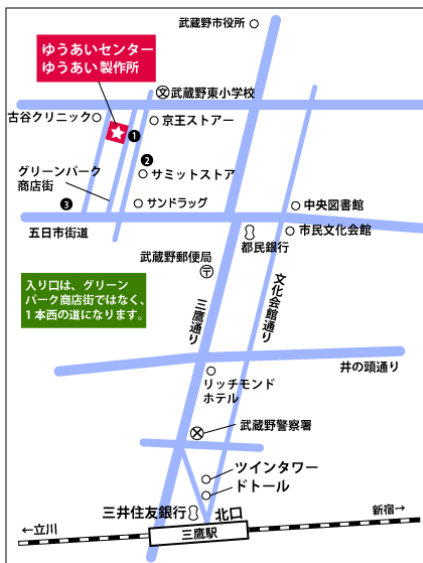 武蔵野市役所
ゆうあいセンター
ゆうあい 製作所
武蔵野東小学校
古谷クリニック
京王ストアー
1
2
グリーンパーク
商店街
サミットストア
3
サンドラッグ
中央図書館
五日市街道
市民文化会館
都民銀行
武蔵野郵便局
入り口は、グリーン
パーク商店街ではなく、
1本西の道になります。
三鷹通り
文化会館通り
井の頭通り
リッチモンド
ホテル
武蔵野警察署
ツインタワー
ドトール
三井住友銀行
北口
←立川
三鷹駅
新宿→